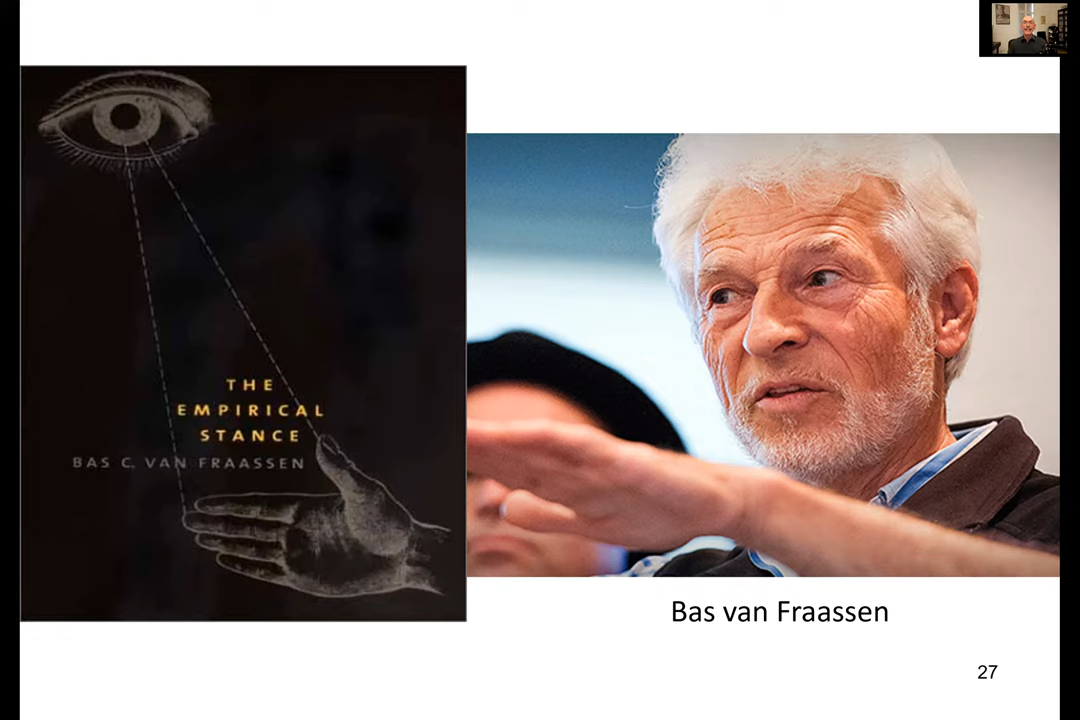 THE
EMPIRICAL
STANCE
BAS C. VAN FRAASSEN
Bas van Fraassen
27